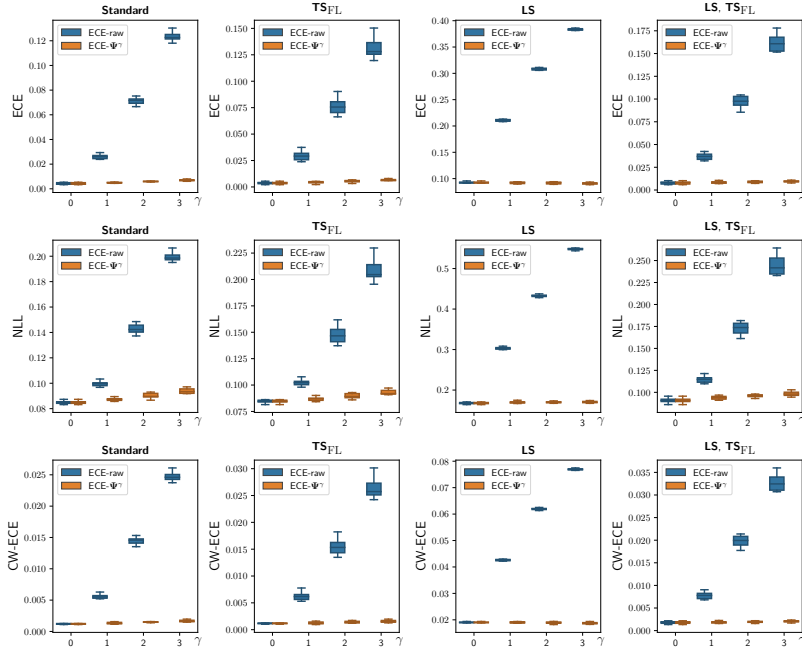 Standard
ECE-raw
ECE-Ψ^γ
ECE
0.12
0.10
0.08
0.06
0.04
0.02
0.00
0 1 2 3 γ
TS_FL
ECE-raw
ECE-Ψ^γ
ECE
0.150
0.125
0.100
0.075
0.050
0.025
0.000
0 1 2 3 γ
LS
ECE-raw
ECE-Ψ^γ
ECE
0.40
0.35
0.30
0.25
0.20
0.15
0.10
0 1 2 3 γ
LS, TS_FL
ECE-raw
ECE-Ψ^γ
ECE
0.175
0.150
0.125
0.100
0.075
0.050
0.025
0.000
0 1 2 3 γ
Standard
ECE-raw
ECE-Ψ^γ
NLL
0.20
0.18
0.16
0.14
0.12
0.10
0.08
0 1 2 3 γ
TS_FL
ECE-raw
ECE-Ψ^γ
NLL
0.225
0.200
0.175
0.150
0.125
0.100
0.075
0 1 2 3 γ
LS
ECE-raw
ECE-Ψ^γ
NLL
0.5
0.4
0.3
0.2
0 1 2 3 γ
LS, TS_FL
ECE-raw
ECE-Ψ^γ
NLL
0.250
0.225
0.200
0.175
0.150
0.125
0.100
0 1 2 3 γ
Standard
ECE-raw
ECE-Ψ^γ
CW-ECE
0.025
0.020
0.015
0.010
0.005
0.000
0 1 2 3 γ
TS_FL
ECE-raw
ECE-Ψ^γ
CW-ECE
0.030
0.025
0.020
0.015
0.010
0.005
0.000
0 1 2 3 γ
LS
ECE-raw
ECE-Ψ^γ
CW-ECE
0.08
0.07
0.06
0.05
0.04
0.03
0.02
0 1 2 3 γ
LS, TS_FL
ECE-raw
ECE-Ψ^γ
CW-ECE
0.035
0.030
0.025
0.020
0.015
0.010
0.005
0.000
0 1 2 3 γ